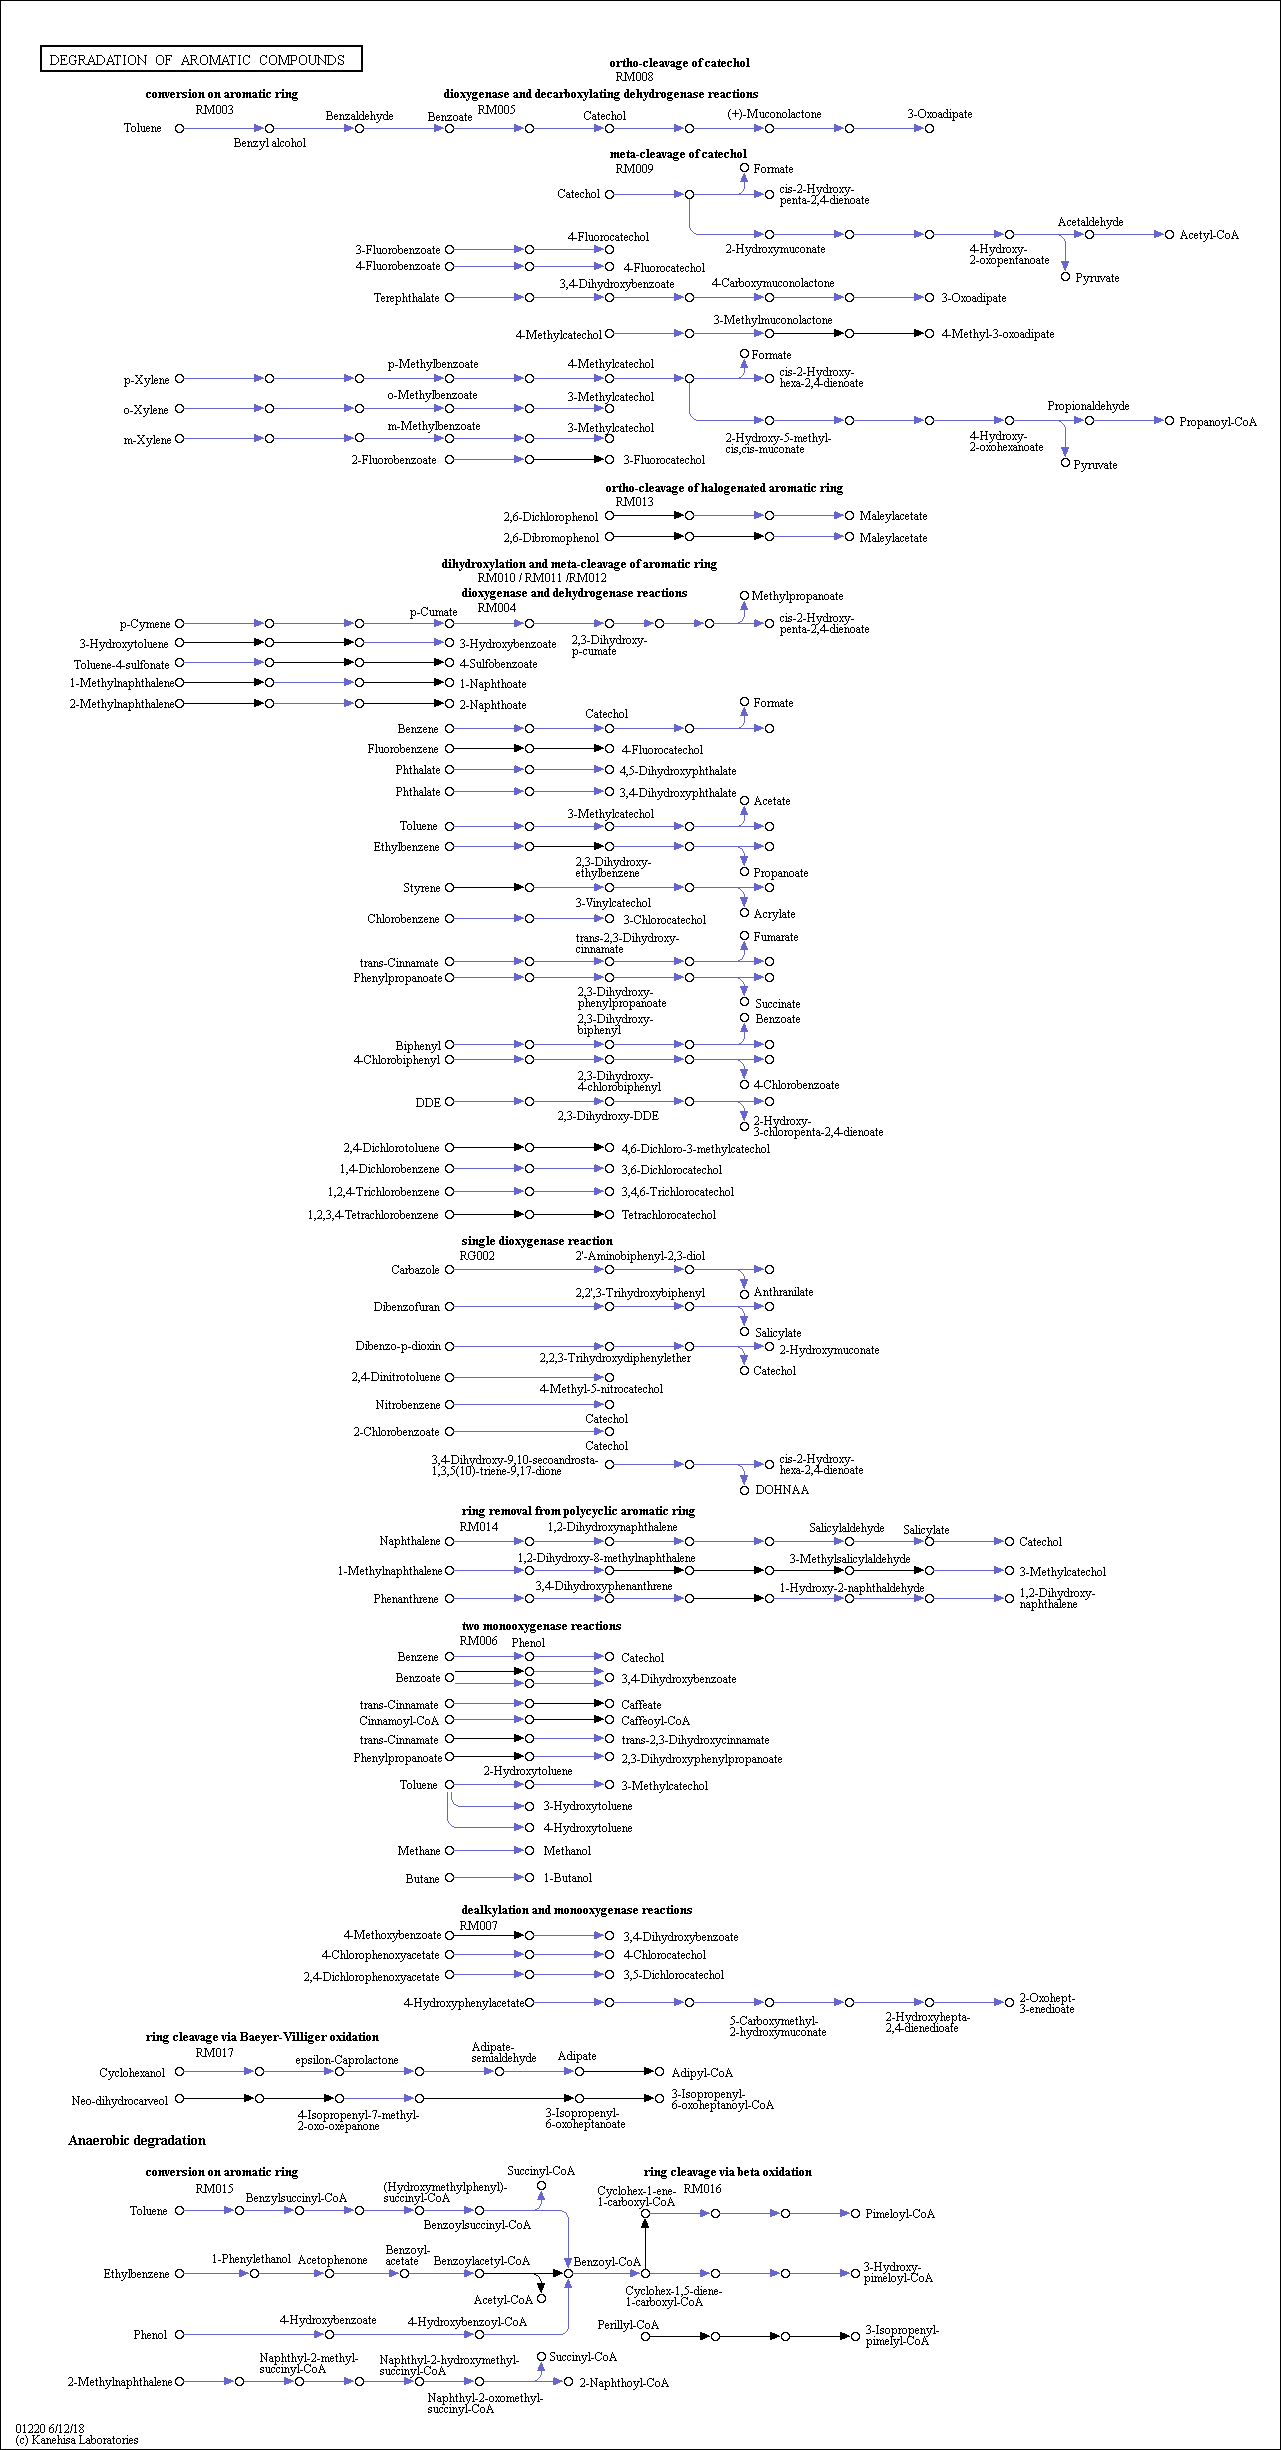 DEGRADATION OF AROMATIC COMPOUNDS
ortho-cleavage of catechol
RM008
conversion on aromatic ring
dioxygenase and decarboxylating dehydrogenase reactions
RM003
RM005
Toluene
Benzyl alcohol
Benzaldehyde
Benzoate
Catechol
(+)-Muconolactone
3-Oxoadipate
meta-cleavage of catechol
RM009
Catechol
Formate
cis-2-Hydroxy-
penta-2,4-dienoate
2-Hydroxymuconate
4-Hydroxy-
2-oxopentanoate
Acetaldehyde
Acetyl-CoA
Pyruvate
3-Fluorobenzoate
4-Fluorocatechol
4-Fluorobenzoate
4-Fluorocatechol
Terephthalate
3,4-Dihydroxybenzoate
4-Carboxymuconolactone
3-Oxoadipate
4-Methylcatechol
3-Methylmuconolactone
4-Methyl-3-oxoadipate
p-Xylene
p-Methylbenzoate
4-Methylcatechol
Formate
cis-2-Hydroxy-
hexa-2,4-dienoate
o-Xylene
o-Methylbenzoate
3-Methylcatechol
2-Hydroxy-5-methyl-
cis,cis-muconate
4-Hydroxy-
2-oxohexanoate
Propionaldehyde
Propanoyl-CoA
Pyruvate
m-Xylene
m-Methylbenzoate
3-Methylcatechol
2-Fluorobenzoate
3-Fluorocatechol
ortho-cleavage of halogenated aromatic ring
RM013
2,6-Dichlorophenol
Maleylacetate
2,6-Dibromophenol
Maleylacetate
dihydroxylation and meta-cleavage of aromatic ring
RM010 / RM011 /RM012
dioxygenase and dehydrogenase reactions
RM004
p-Cymene
p-Cumate
2,3-Dihydroxy-
p-cumate
Methylpropanoate
cis-2-Hydroxy-
penta-2,4-dienoate
3-Hydroxytoluene
3-Hydroxybenzoate
Toluene-4-sulfonate
4-Sulfobenzoate
1-Methylnaphthalene
1-Naphthoate
2-Methylnaphthalene
2-Naphthoate
Benzene
Catechol
Formate
Fluorobenzene
4-Fluorocatechol
Phthalate
4,5-Dihydroxyphthalate
Phthalate
3,4-Dihydroxyphthalate
Toluene
3-Methylcatechol
Acetate
Ethylbenzene
2,3-Dihydroxy-
ethylbenzene
Propanoate
Styrene
3-Vinylcatechol
Acrylate
Chlorobenzene
3-Chlorocatechol
trans-Cinnamate
trans-2,3-Dihydroxy-
cinnamate
Fumarate
Phenylpropanoate
2,3-Dihydroxy-
phenylpropanoate
Succinate
Biphenyl
2,3-Dihydroxy-
biphenyl
Benzoate
4-Chlorobiphenyl
2,3-Dihydroxy-
4-chlorobiphenyl
4-Chlorobenzoate
DDE
2,3-Dihydroxy-DDE
2-Hydroxy-
3-chloropenta-2,4-dienoate
2,4-Dichlorotoluene
4,6-Dichloro-3-methylcatechol
1,4-Dichlorobenzene
3,6-Dichlorocatechol
1,2,4-Trichlorobenzene
3,4,6-Trichlorocatechol
1,2,3,4-Tetrachlorobenzene
Tetrachlorocatechol
single dioxygenase reaction
RG002
Carbazole
2'-Aminobiphenyl-2,3-diol
Anthranilate
Dibenzofuran
2,2',3-Trihydroxybiphenyl
Salicylate
Dibenzo-p-dioxin
2,2,3-Trihydroxydiphenylether
2-Hydroxymuconate
Catechol
2,4-Dinitrotoluene
4-Methyl-5-nitrocatechol
Nitrobenzene
Catechol
2-Chlorobenzoate
Catechol
3,4-Dihydroxy-9,10-secoandrosta-
1,3,5(10)-triene-9,17-dione
cis-2-Hydroxy-
hexa-2,4-dienoate
DOHNAA
ring removal from polycyclic aromatic ring
RM014
Naphthalene
1,2-Dihydroxynaphthalene
Salicylaldehyde
Salicylate
Catechol
1-Methylnaphthalene
1,2-Dihydroxy-8-methylnaphthalene
3-Methylsalicylaldehyde
3-Methylcatechol
Phenanthrene
3,4-Dihydroxyphenanthrene
1-Hydroxy-2-naphthaldehyde
1,2-Dihydroxy-
naphthalene
two monooxygenase reactions
RM006
Benzene
Phenol
Catechol
Benzoate
3,4-Dihydroxybenzoate
trans-Cinnamate
Caffeate
Cinnamoyl-CoA
Caffeoyl-CoA
trans-Cinnamate
trans-2,3-Dihydroxycinnamate
Phenylpropanoate
2,3-Dihydroxyphenylpropanoate
Toluene
2-Hydroxytoluene
3-Methylcatechol
3-Hydroxytoluene
4-Hydroxytoluene
Methane
Methanol
Butane
1-Butanol
dealkylation and monooxygenase reactions
RM007
4-Methoxybenzoate
3,4-Dihydroxybenzoate
4-Chlorophenoxyacetate
4-Chlorocatechol
2,4-Dichlorophenoxyacetate
3,5-Dichlorocatechol
4-Hydroxyphenylacetate
5-Carboxymethyl-
2-hydroxymuconate
2-Hydroxyhepta-
2,4-dienedioate
2-Oxohept-
3-enedioate
ring cleavage via Baeyer-Villiger oxidation
RM017
Cyclohexanol
epsilon-Caprolactone
Adipate-
semialdehyde
Adipate
Adipyl-CoA
Neo-dihydrocarveol
4-Isopropenyl-7-methyl-
2-oxo-oxepanone
3-Isopropenyl-
6-oxoheptanoate
3-Isopropenyl-
6-oxoheptanoyl-CoA
Anaerobic degradation
conversion on aromatic ring
RM015
ring cleavage via beta oxidation
RM016
Toluene
Benzylsuccinyl-CoA
(Hydroxymethylphenyl)-
succinyl-CoA
Benzoylsuccinyl-CoA
Succinyl-CoA
Cyclohex-1-ene-
1-carboxyl-CoA
Pimeloyl-CoA
Ethylbenzene
1-Phenylethanol
Acetophenone
Benzoyl-
acetate
Benzoylacetyl-CoA
Acetyl-CoA
Benzoyl-CoA
Cyclohex-1,5-diene-
1-carboxyl-CoA
3-Hydroxy-
pimeloyl-CoA
Phenol
4-Hydroxybenzoate
4-Hydroxybenzoyl-CoA
Perillyl-CoA
3-Isopropenyl-
pimelyl-CoA
2-Methylnaphthalene
Naphthyl-2-methyl-
succinyl-CoA
Naphthyl-2-hydroxymethyl-
succinyl-CoA
Naphthyl-2-oxomethyl-
succinyl-CoA
Succinyl-CoA
2-Naphthoyl-CoA
01220 6/12/18
(c) Kanehisa Laboratories